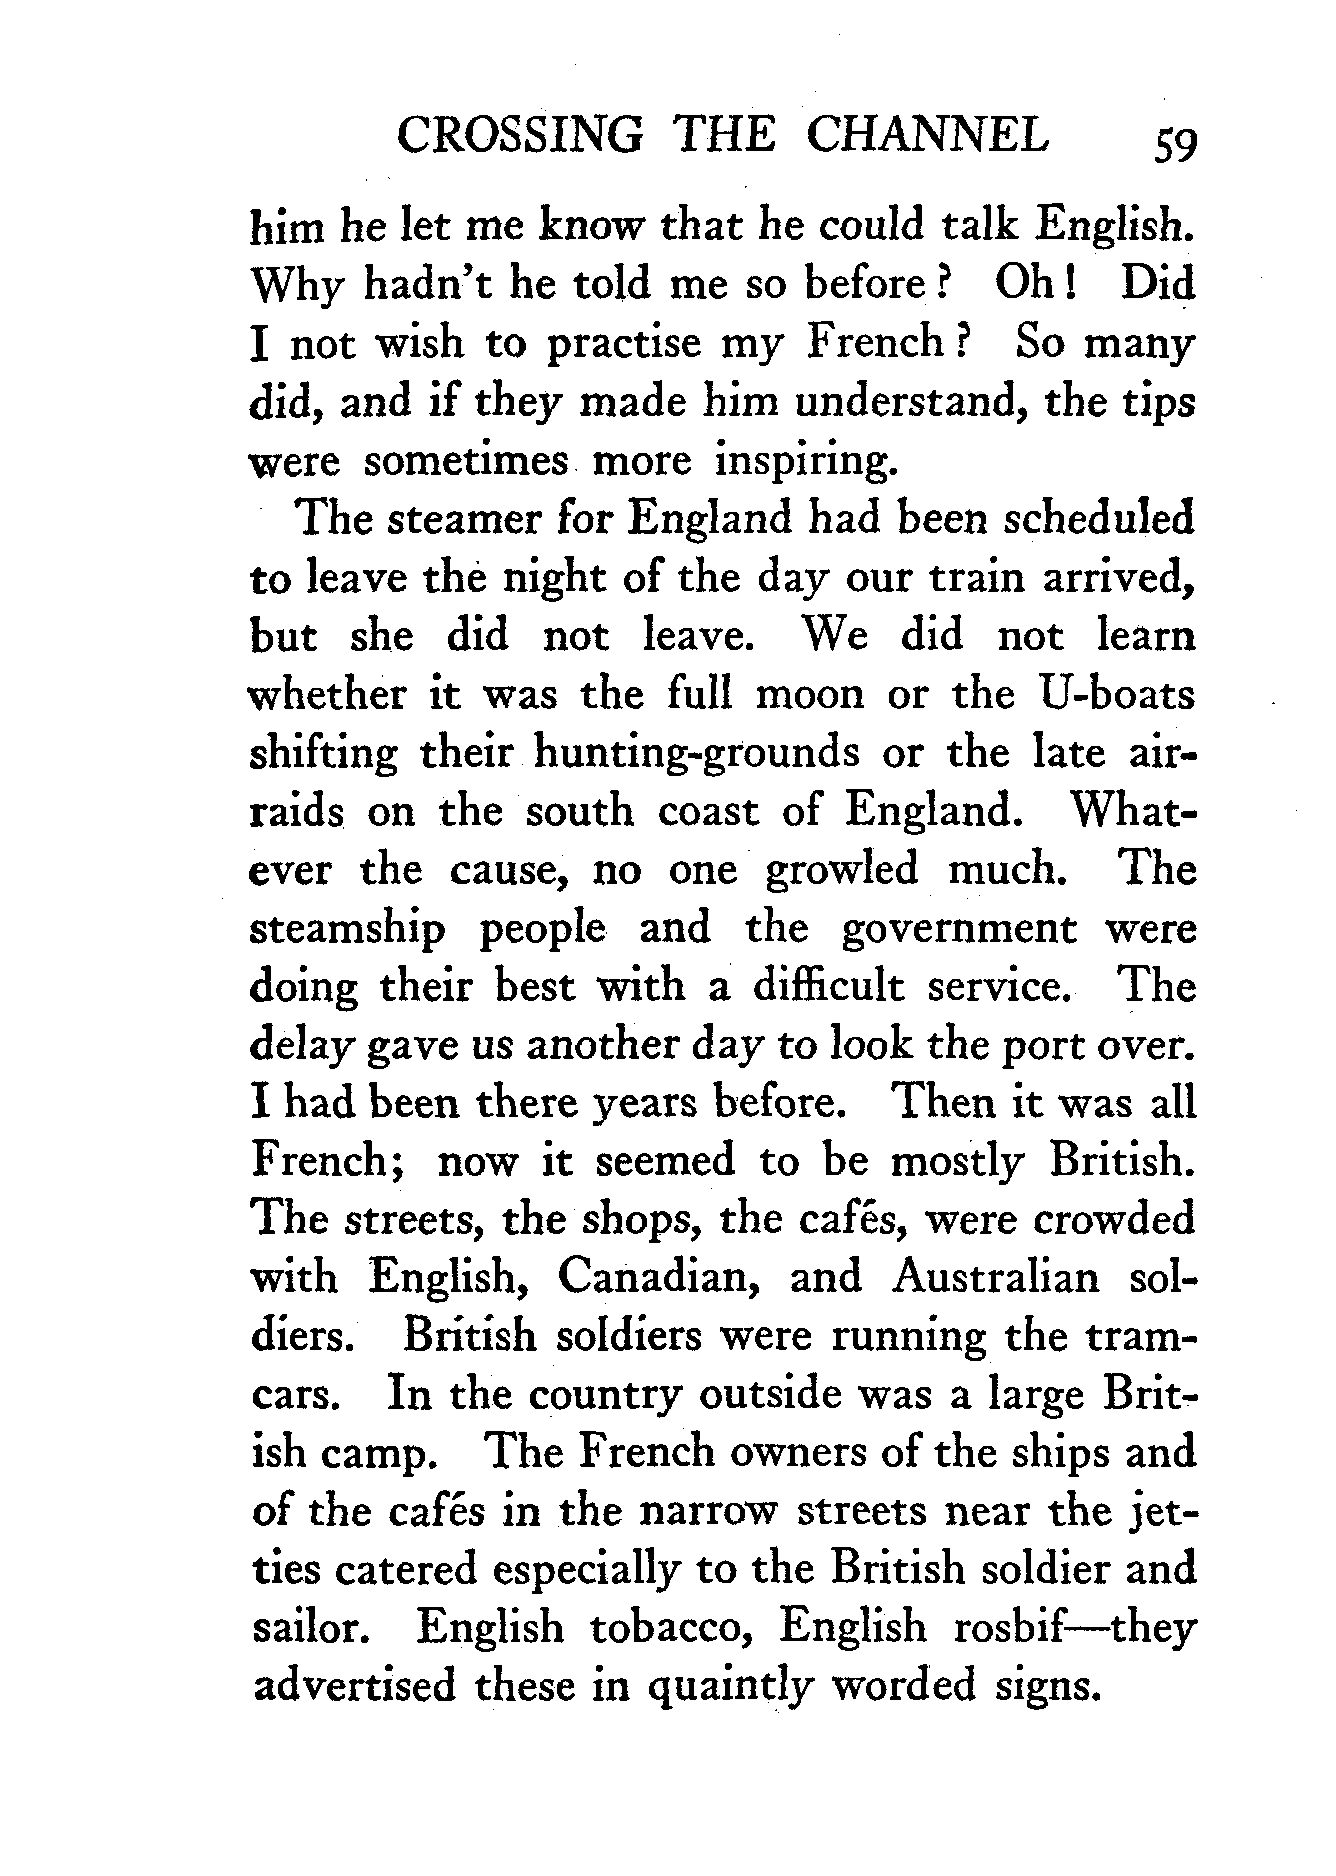 CROSSING THE CHANNEL 59
him he let me know that he could talk English.
Why hadn't he told me so before ? Oh ! Did
I not wish to practise my French ? So many
did, and if they made him understand, the tips
were sometimes more inspiring.
The steamer for England had been scheduled
to leave the night of the day our train arrived,
but she did not leave. We did not learn
whether it was the full moon or the U-boats
shifting their hunting-grounds or the late air-
raids on the south coast of England. What-
ever the cause, no one growled much. The
steamship people and the government were
doing their best with a difficult service. The
delay gave us another day to look the port over.
I had been there years before. Then it was all
French; now it seemed to be mostly British.
The streets, the shops, the cafés, were crowded
with English, Canadian, and Australian sol-
diers. British soldiers were running the tram-
cars. In the country outside was a large Brit-
ish camp. The French owners of the ships and
of the cafés in the narrow streets near the jet-
ties catered especially to the British soldier and
sailor. English tobacco, English rosbif—they
advertised these in quaintly worded signs.